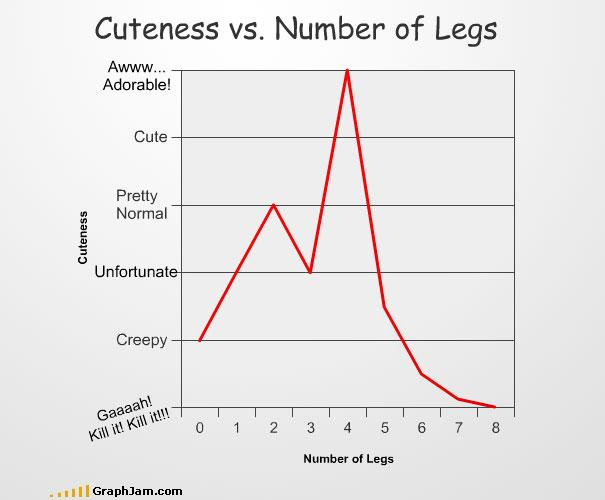 Cuteness vs. Number of Legs
Awww...
Adorable!
Cute
Pretty
Normal
Unfortunate
Creepy
Gaaaah!
Kill it! Kill it!!!
Cuteness
0 1 2 3 4 5 6 7 8
Number of Legs
GraphJam.com